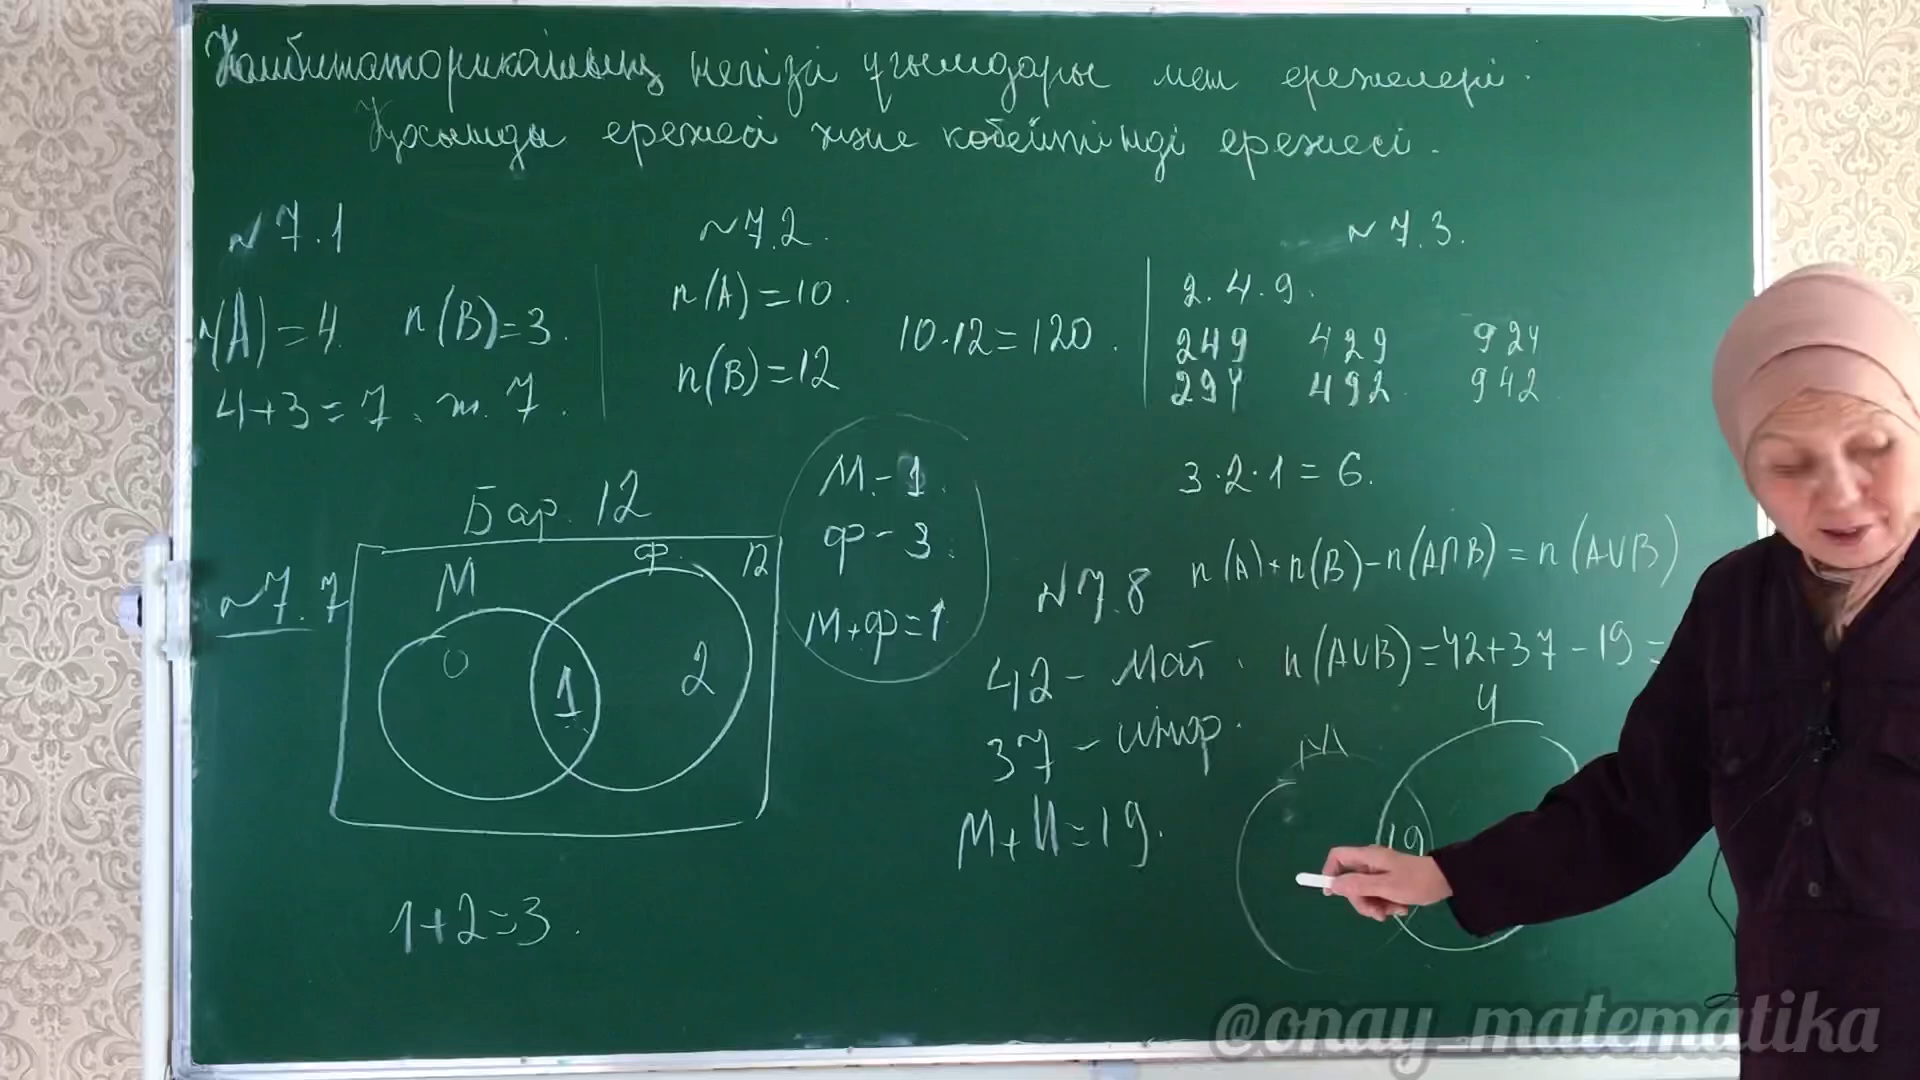 Комбинаториканың негізгі ұғымдары мен ережелері.
Қосынды ережесі және көбейтінді ережесі.
№7.1
n(A)=4. n(B)=3.
4+3=7. ж. 7.
№7.2.
n(A)=10.
n(B)=12
10·12=120.
№7.3.
2. 4. 9.
249 429 924
294 492 942
3·2·1=6.
№7.7
Бар. 12
М Ф 12
0 1 2
1+2=3.
М-1.
Ф-3.
М+Ф=1
№7.8
n(A)+n(B)-n(A∩B)=n(A∪B)
42- мат. n(A∪B)=42+37-19=
37- инф.
М+И=19.
М И
19
@onay_matematika